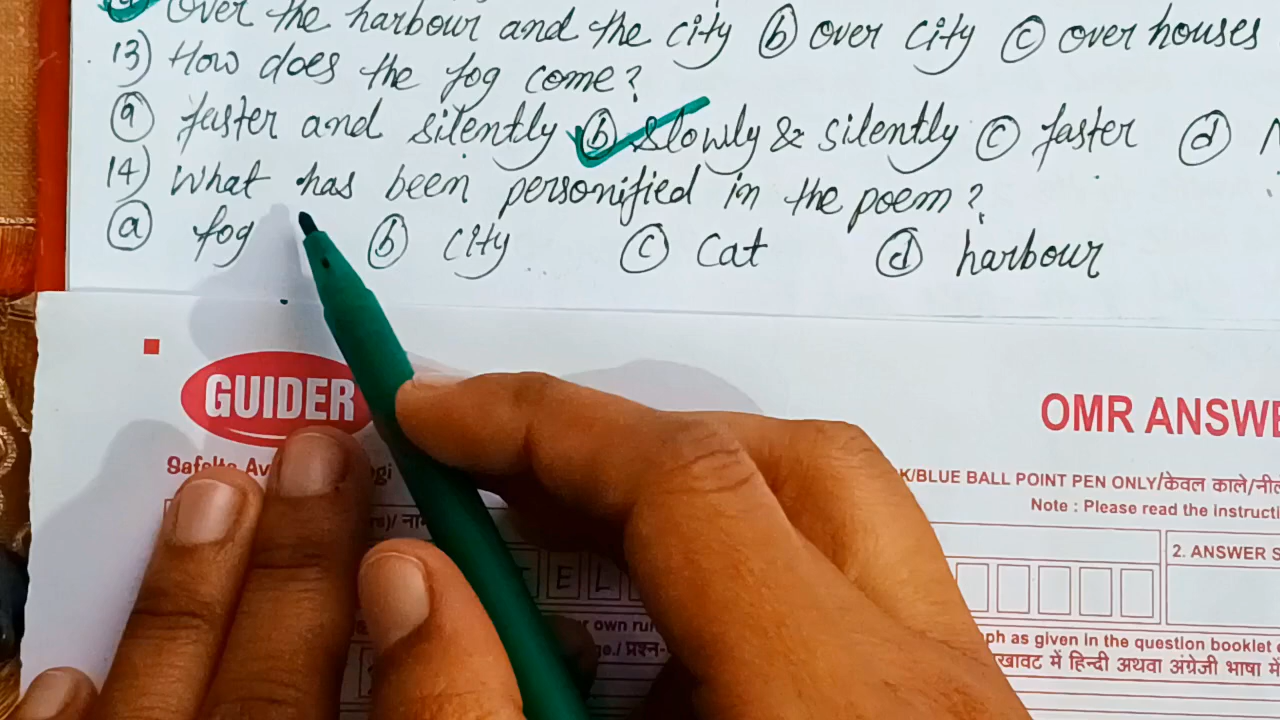 Over the harbour and the city ⓑ over city ⓒ over houses
13) How does the fog come?
ⓐ faster and silently ⓑ slowly & silently ⓒ faster ⓓ
14) What has been personified in the poem?
ⓐ fog ⓑ city ⓒ cat ⓓ harbour
GUIDER
OMR ANSWE
K/BLUE BALL POINT PEN ONLY/केवल काले/नीले
Note : Please read the instructi
2. ANSWER S
E L
own
ph as given in the question booklet
खावट में हिन्दी अथवा अंग्रेजी भाषा में